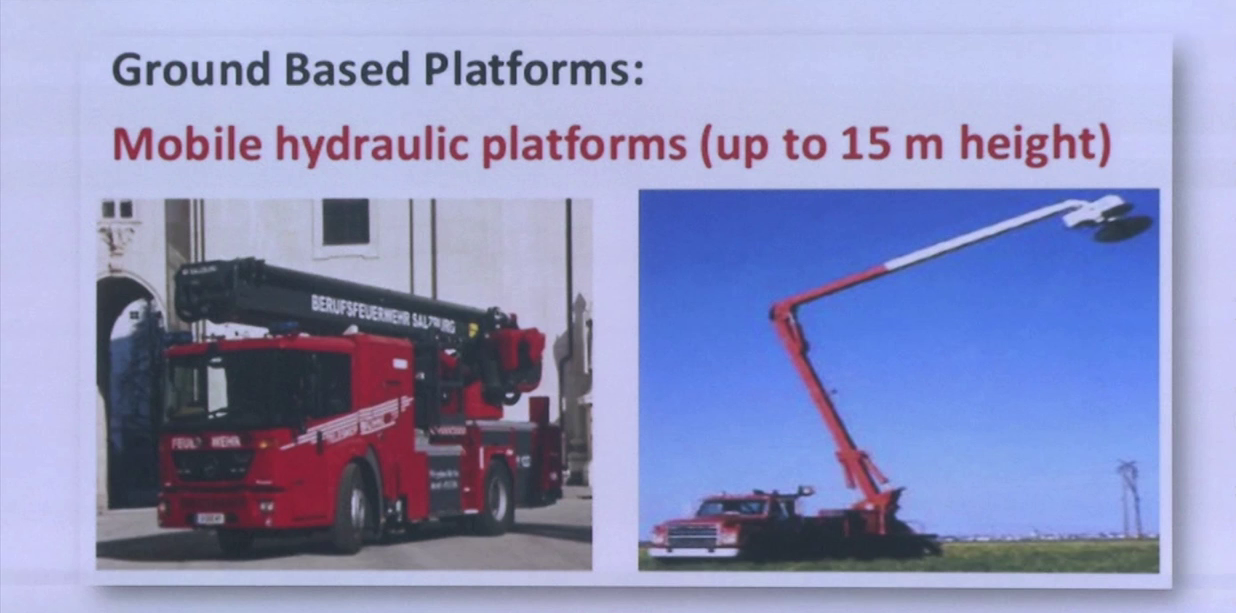 Ground Based Platforms:
Mobile hydraulic platforms (up to 15 m height)
BERUFSFEUERWEHR SALZBURG